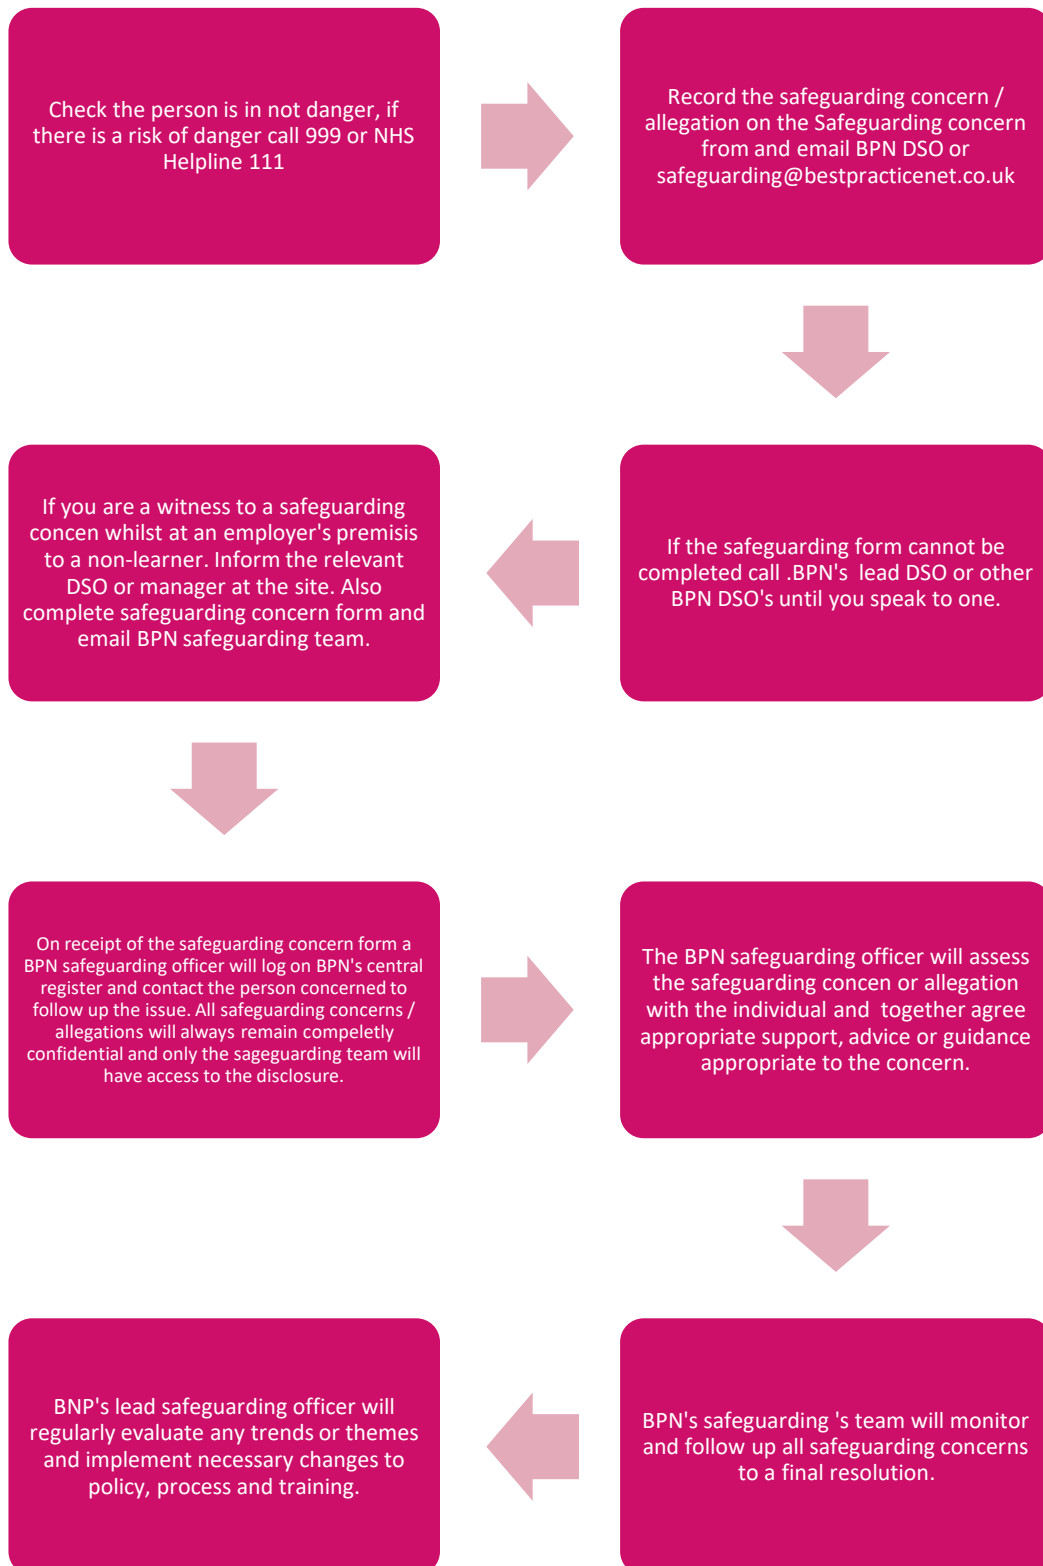 Check the person is in not danger, if
there is a risk of danger call 999 or NHS
Helpline 111
Record the safeguarding concern /
allegation on the Safeguarding concern
from and email BPN DSO or
safeguarding@bestpracticenet.co.uk
If the safeguarding form cannot be
completed call .BPN's lead DSO or other
BPN DSO's until you speak to one.
If you are a witness to a safeguarding
concen whilst at an employer's premisis
to a non-learner. Inform the relevant
DSO or manager at the site. Also
complete safeguarding concern form and
email BPN safeguarding team.
On receipt of the safeguarding concern form a
BPN safeguarding officer will log on BPN's central
register and contact the person concerned to
follow up the issue. All safeguarding concerns /
allegations will always remain compeletly
confidential and only the sageguarding team will
have access to the disclosure.
The BPN safeguarding officer will assess
the safeguarding concen or allegation
with the individual and together agree
appropriate support, advice or guidance
appropriate to the concern.
BPN's safeguarding 's team will monitor
and follow up all safeguarding concerns
to a final resolution.
BNP's lead safeguarding officer will
regularly evaluate any trends or themes
and implement necessary changes to
policy, process and training.